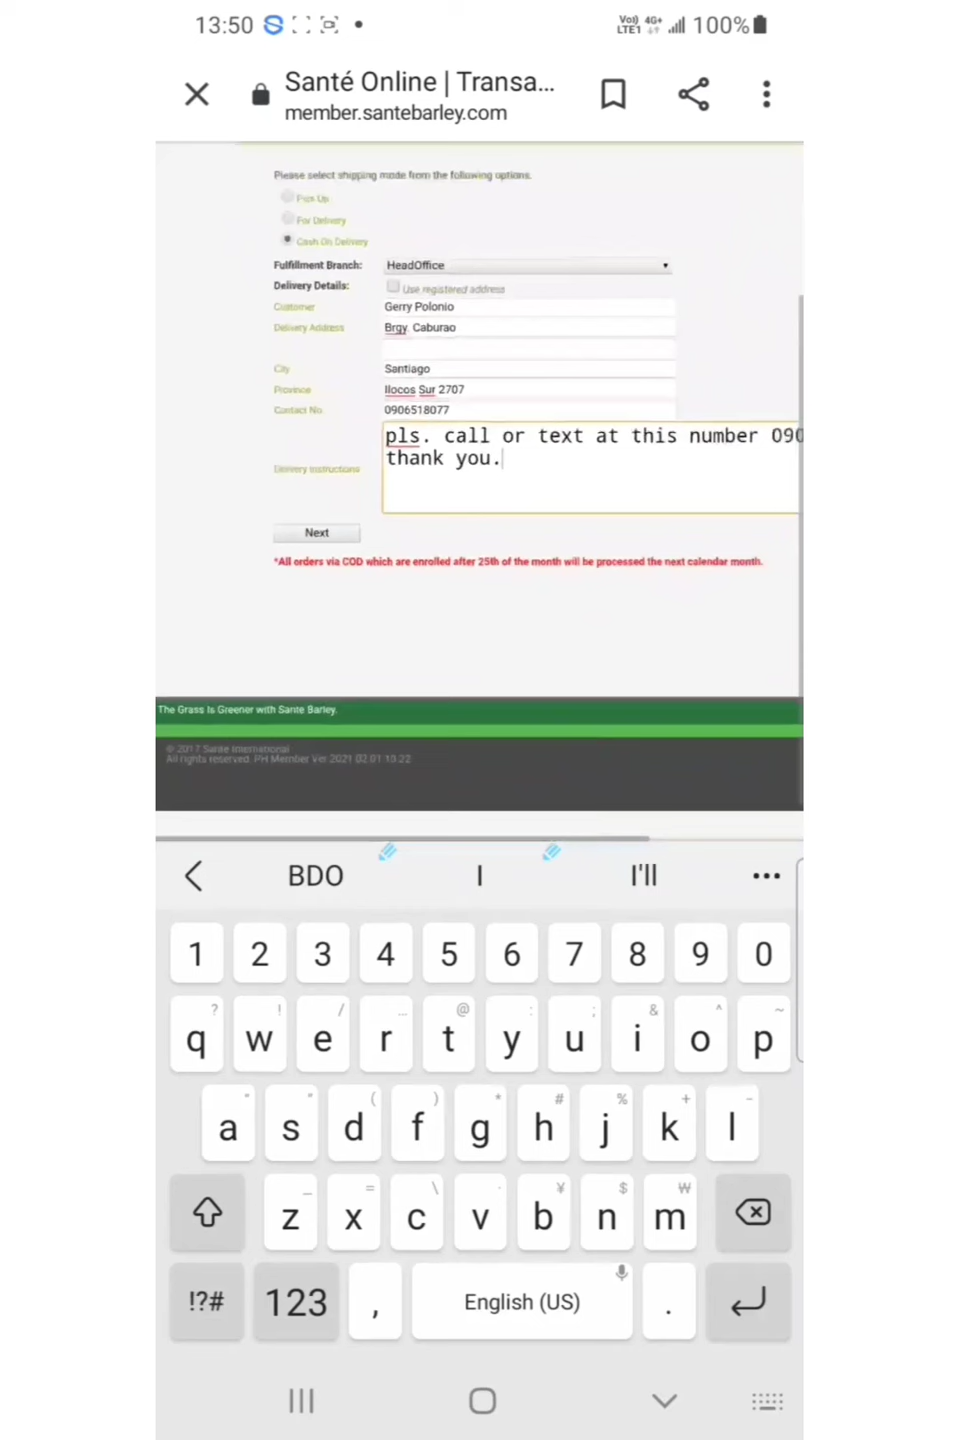 13:50
Vo)) 4G+ 100%
LTE1
Santé Online | Transa...
member.santebarley.com
Please select shipping mode from the following options.
Pick Up
For Delivery
Cash On Delivery
Fulfillment Branch: HeadOffice
Delivery Details: Use registered address
Customer Gerry Polonio
Delivery Address Brgy. Caburao
City Santiago
Province Ilocos Sur 2707
Contact No. 0906518077
pls. call or text at this number 090
thank you.
Delivery Instructions
Next
*All orders via COD which are enrolled after 25th of the month will be processed the next calendar month.
The Grass Is Greener with Sante Barley.
© 2017 Sante International
All rights reserved. PH Member Ver 2021.02.01.10.22
BDO I I'll ...
1 2 3 4 5 6 7 8 9 0
q w e r t y u i o p
a s d f g h j k l
z x c v b n m
!?# 123 , English (US) .